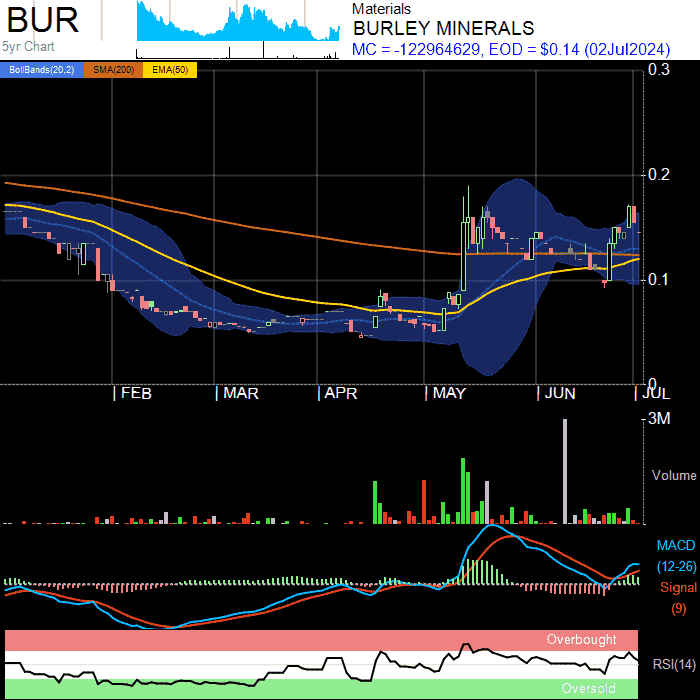 BUR
5yr Chart
Materials
BURLEY MINERALS
MC = -122964629, EOD = $0.14 (02Jul2024)
BollBands(20,2) SMA(200) EMA(50)
0.3
0.2
0.1
0
FEB MAR APR MAY JUN JUL
3M
Volume
MACD
(12-26)
Signal
(9)
Overbought
RSI(14)
Oversold